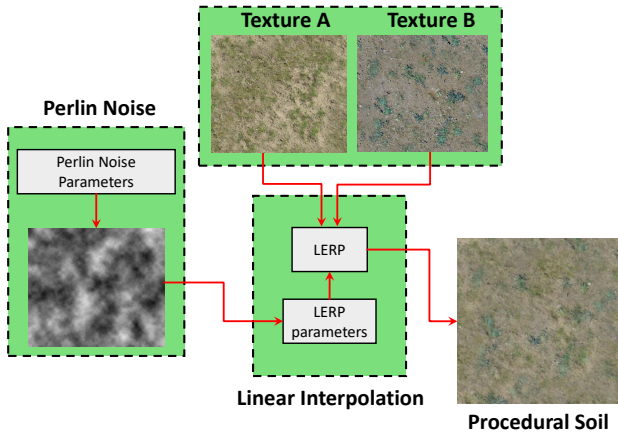 Texture A
Texture B
Perlin Noise
Perlin Noise
Parameters
LERP
LERP
parameters
Linear Interpolation
Procedural Soil